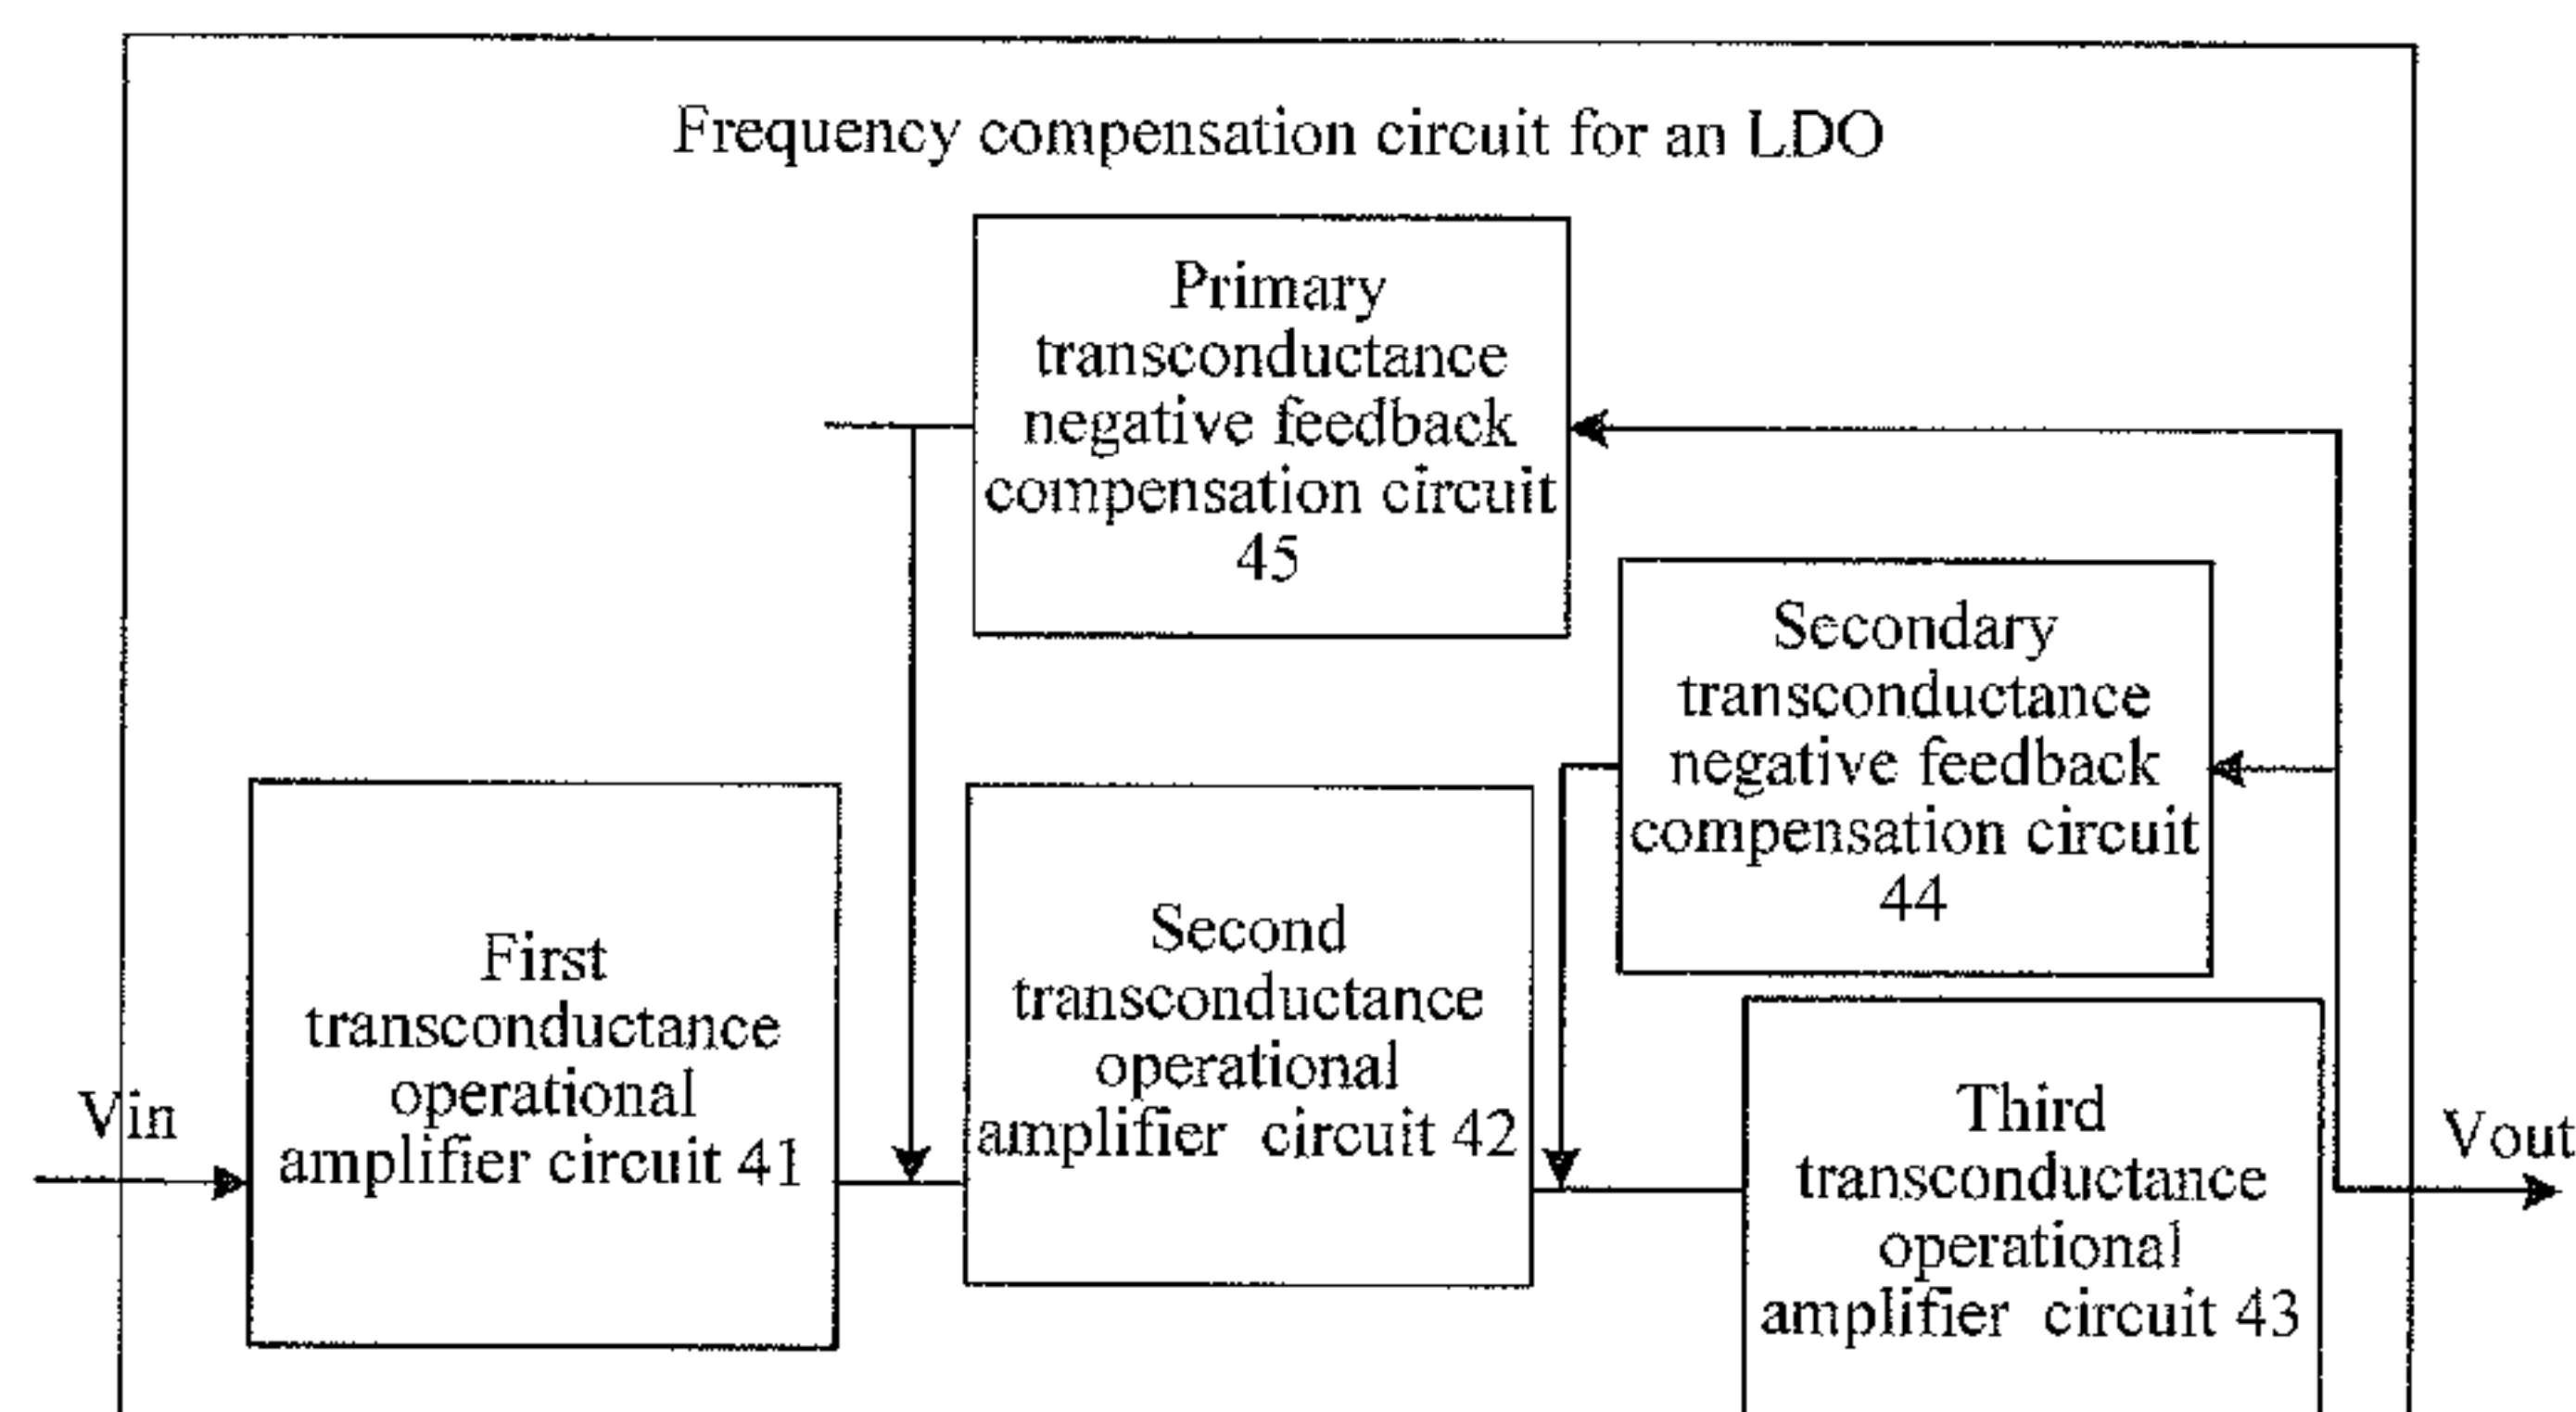 Frequency compensation circuit for an LDO
Primary
transconductance
negative feedback
compensation circuit
45
Secondary
transconductance
negative feedback
compensation circuit
44
First
transconductance
operational
amplifier circuit 41
Second
transconductance
operational
amplifier circuit 42
Third
transconductance
operational
amplifier circuit 43
Vin
Vout